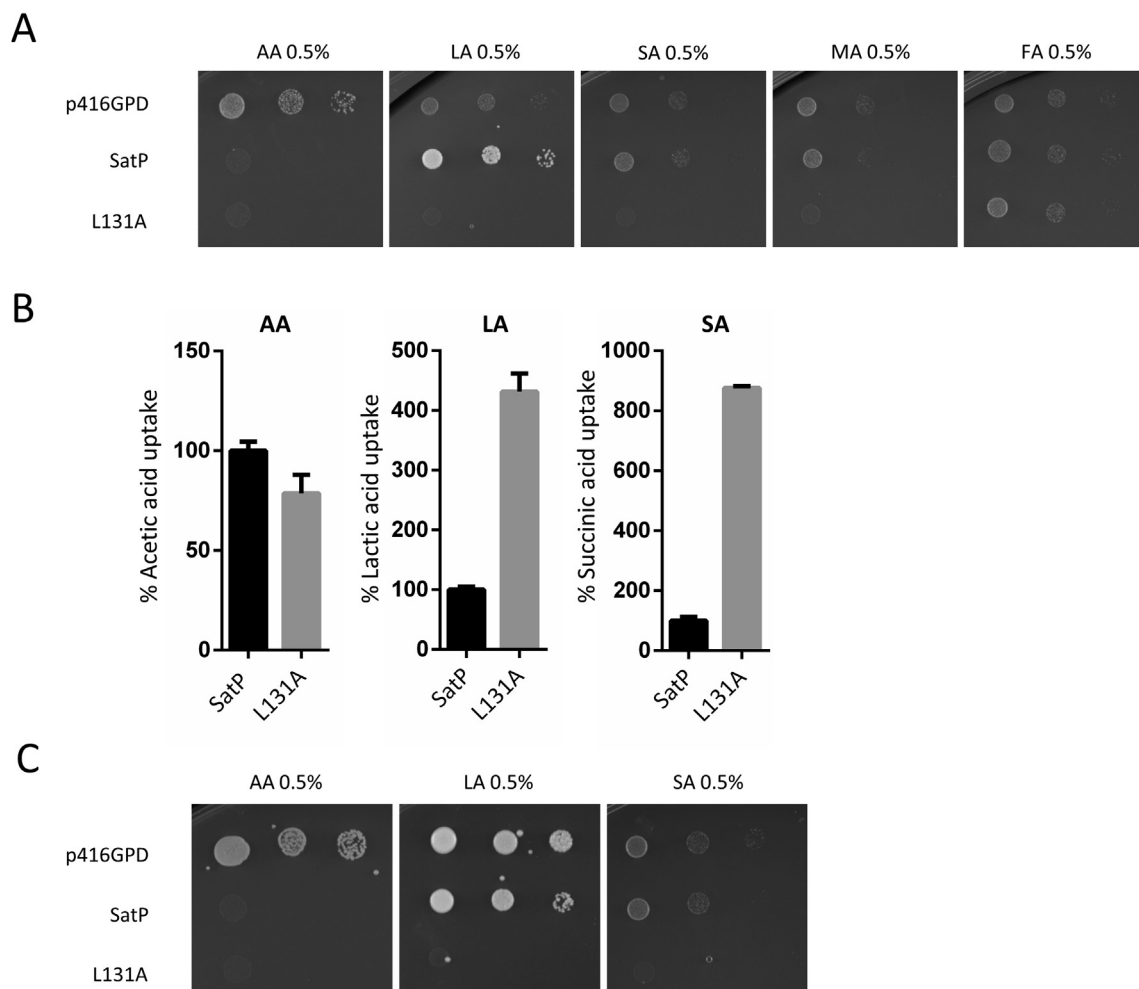 A
AA 0.5% LA 0.5% SA 0.5% MA 0.5% FA 0.5%
p416GPD
SatP
L131A
B
AA
% Acetic acid uptake
150
100
50
0
SatP L131A
LA
% Lactic acid uptake
500
400
300
200
100
0
SatP L131A
SA
% Succinic acid uptake
1000
800
600
400
200
0
SatP L131A
C
AA 0.5% LA 0.5% SA 0.5%
p416GPD
SatP
L131A